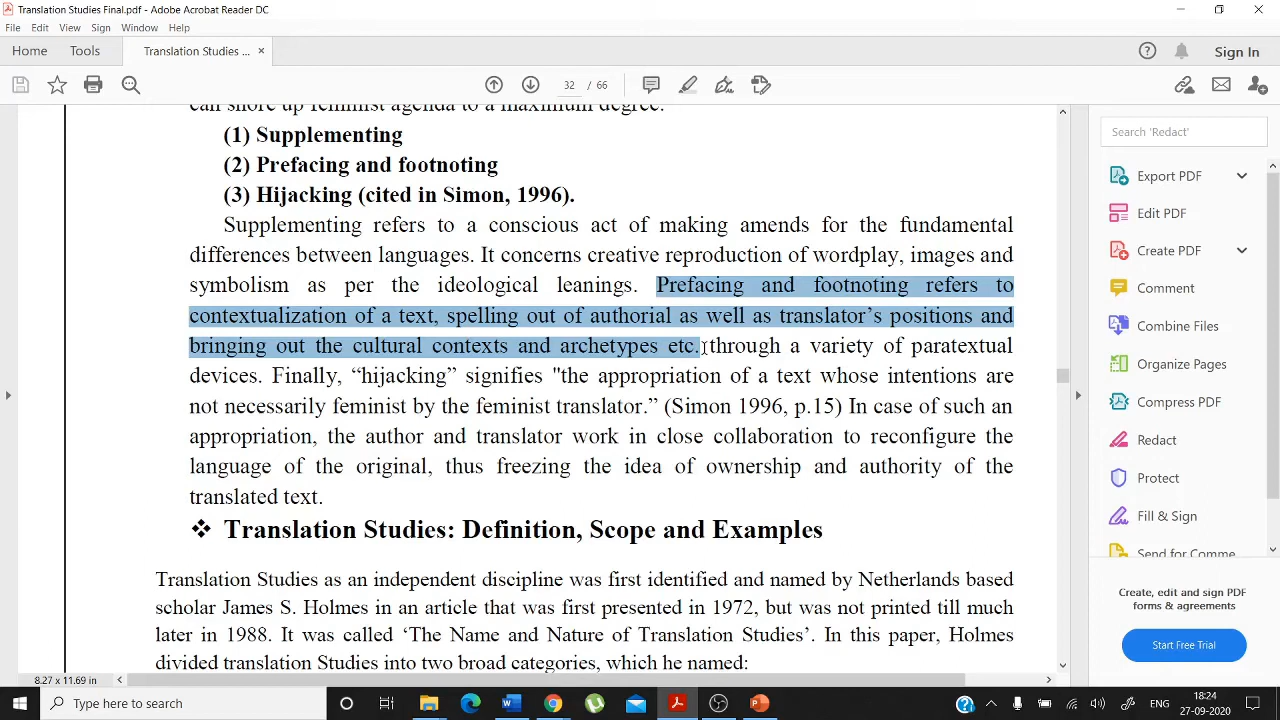 Translation Studies Final.pdf - Adobe Acrobat Reader DC
File Edit View Sign Window Help
Home Tools Translation Studies ... × Sign In
32 / 66
can shore up feminist agenda to a maximum degree.
(1) Supplementing
(2) Prefacing and footnoting
(3) Hijacking (cited in Simon, 1996).
Supplementing refers to a conscious act of making amends for the fundamental
differences between languages. It concerns creative reproduction of wordplay, images and
symbolism as per the ideological leanings. Prefacing and footnoting refers to
contextualization of a text, spelling out of authorial as well as translator’s positions and
bringing out the cultural contexts and archetypes etc. through a variety of paratextual
devices. Finally, “hijacking” signifies "the appropriation of a text whose intentions are
not necessarily feminist by the feminist translator.” (Simon 1996, p.15) In case of such an
appropriation, the author and translator work in close collaboration to reconfigure the
language of the original, thus freezing the idea of ownership and authority of the
translated text.
❖ Translation Studies: Definition, Scope and Examples
Translation Studies as an independent discipline was first identified and named by Netherlands based
scholar James S. Holmes in an article that was first presented in 1972, but was not printed till much
later in 1988. It was called ‘The Name and Nature of Translation Studies’. In this paper, Holmes
divided translation Studies into two broad categories, which he named:
8.27 x 11.69 in
Search 'Redact'
Export PDF
Edit PDF
Create PDF
Comment
Combine Files
Organize Pages
Compress PDF
Redact
Protect
Fill & Sign
Send for Comme
Create, edit and sign PDF
forms & agreements
Start Free Trial
Type here to search
ENG
18:24
27-09-2020